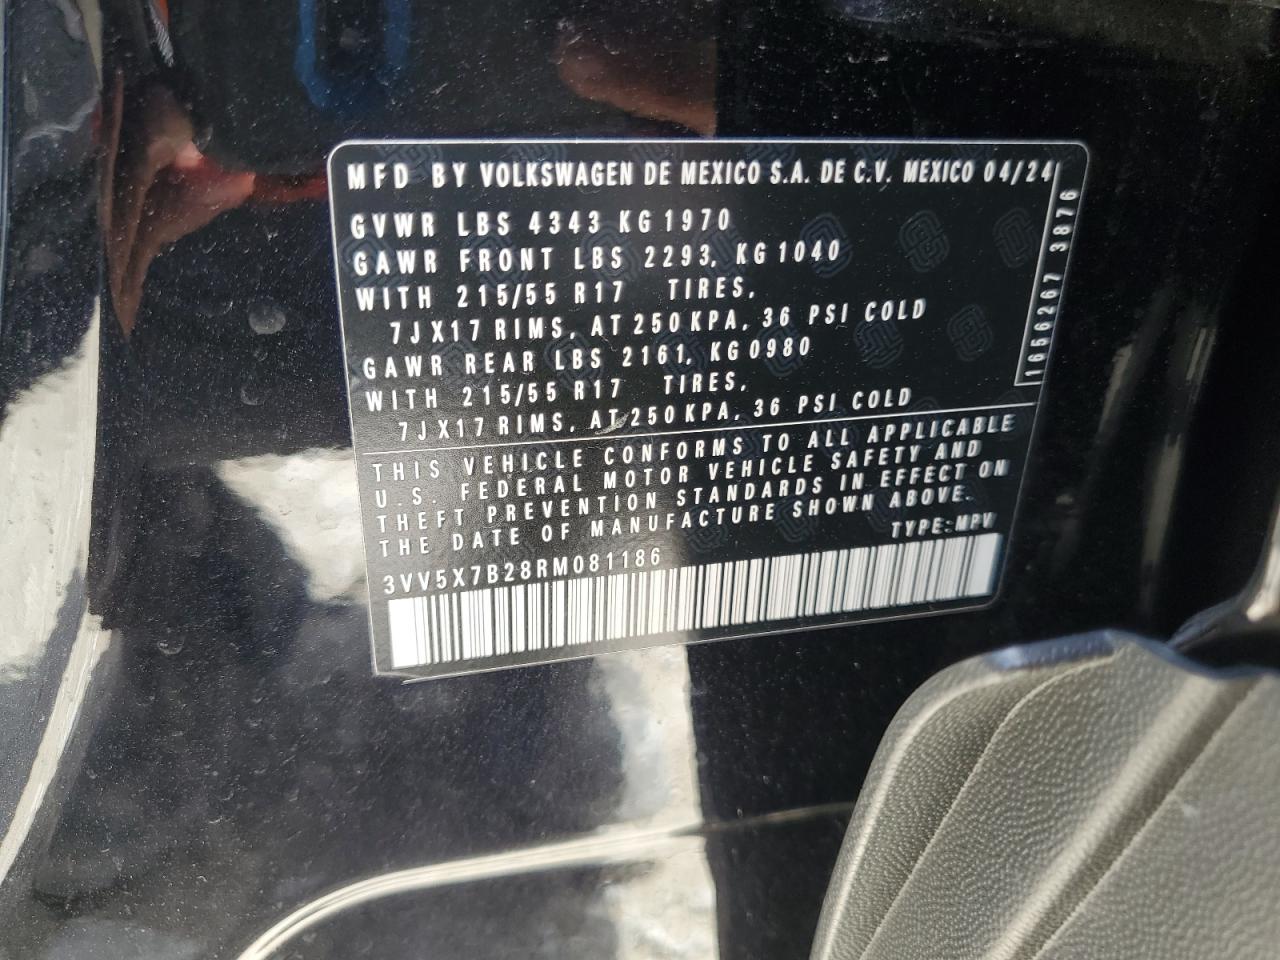 MFD BY VOLKSWAGEN DE MEXICO S.A. DE C.V. MEXICO 04/24
GVWR LBS 4343 KG 1970
GAWR FRONT LBS 2293, KG 1040
WITH 215/55 R17 TIRES,
7JX17 RIMS, AT 250 KPA, 36 PSI COLD
GAWR REAR LBS 2161, KG 0980
WITH 215/55 R17 TIRES,
7JX17 RIMS, AT 250 KPA, 36 PSI COLD
1656267 3876
THIS VEHICLE CONFORMS TO ALL APPLICABLE
U.S. FEDERAL MOTOR VEHICLE SAFETY AND
THEFT PREVENTION STANDARDS IN EFFECT ON
THE DATE OF MANUFACTURE SHOWN ABOVE.
TYPE:MPV
3VV5X7B28RM081186